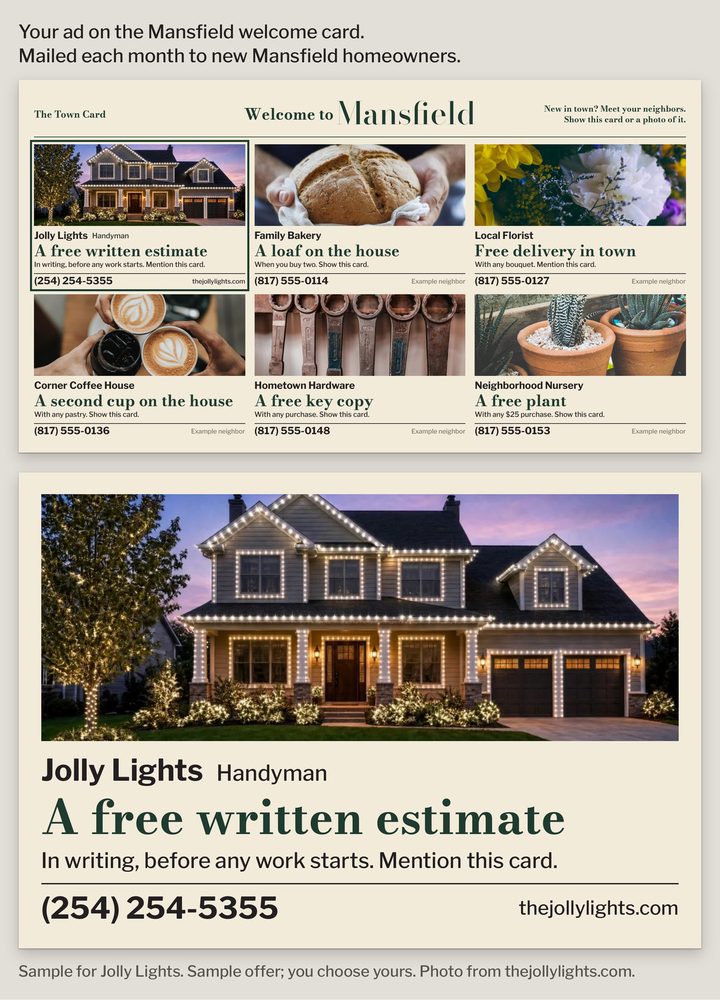 Your ad on the Mansfield welcome card.
Mailed each month to new Mansfield homeowners.
The Town Card
Welcome to Mansfield
New in town? Meet your neighbors.
Show this card or a photo of it.
Jolly Lights Handyman
A free written estimate
In writing, before any work starts. Mention this card.
(254) 254-5355 thejollylights.com
Family Bakery
A loaf on the house
When you buy two. Show this card.
(817) 555-0114 Example neighbor
Local Florist
Free delivery in town
With any bouquet. Mention this card.
(817) 555-0127 Example neighbor
Corner Coffee House
A second cup on the house
With any pastry. Show this card.
(817) 555-0136 Example neighbor
Hometown Hardware
A free key copy
With any purchase. Show this card.
(817) 555-0148 Example neighbor
Neighborhood Nursery
A free plant
With any $25 purchase. Show this card.
(817) 555-0153 Example neighbor
Jolly Lights Handyman
A free written estimate
In writing, before any work starts. Mention this card.
(254) 254-5355 thejollylights.com
Sample for Jolly Lights. Sample offer; you choose yours. Photo from thejollylights.com.